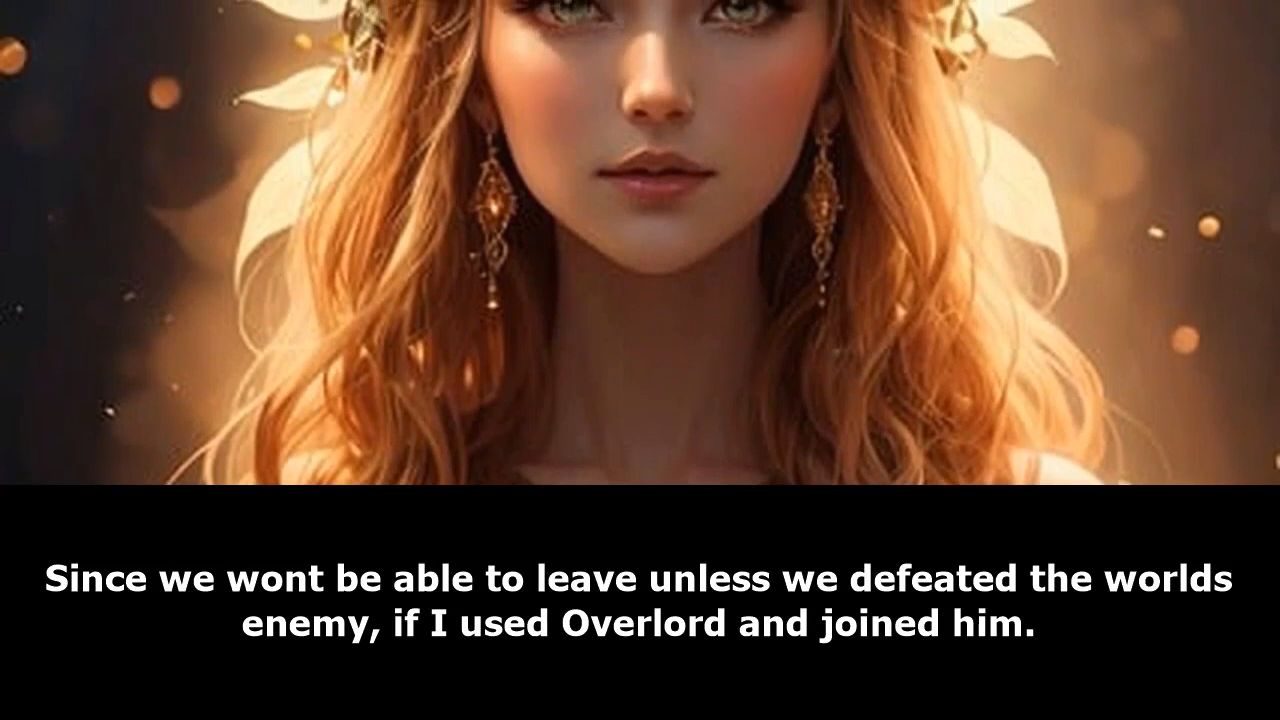 Since we wont be able to leave unless we defeated the worlds
enemy, if I used Overlord and joined him.